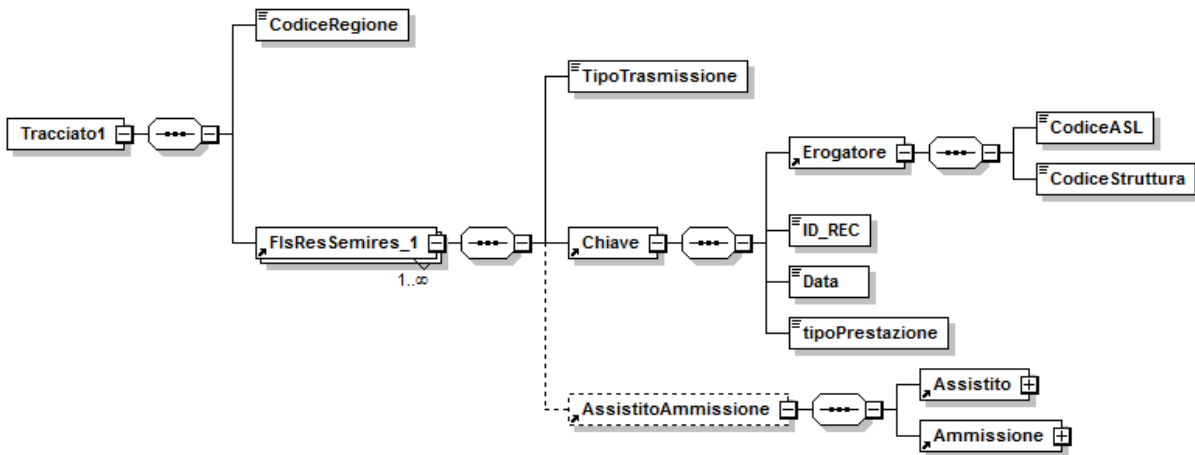 CodiceRegione
TipoTrasmissione
Tracciato1
CodiceASL
Erogatore
CodiceStruttura
FlsResSemires_1
Chiave
ID_REC
1..∞
Data
tipoPrestazione
Assistito
AssistitoAmmissione
Ammissione